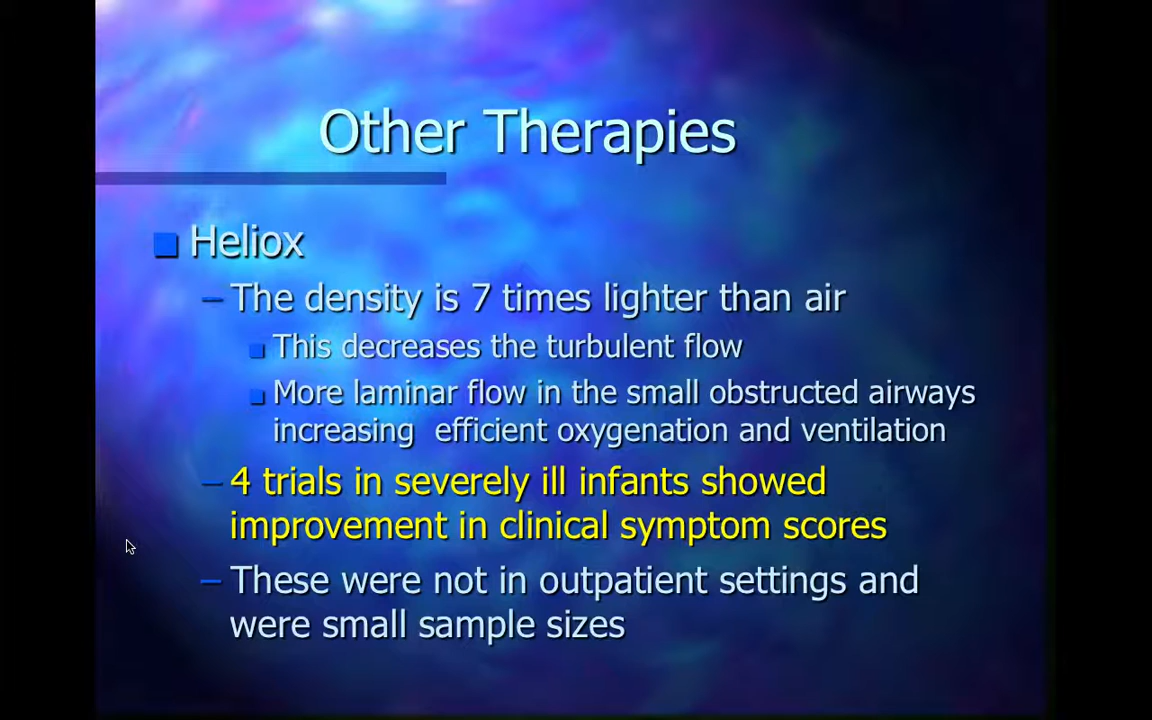 Other Therapies
Heliox
– The density is 7 times lighter than air
This decreases the turbulent flow
More laminar flow in the small obstructed airways
increasing  efficient oxygenation and ventilation
– 4 trials in severely ill infants showed
improvement in clinical symptom scores
– These were not in outpatient settings and
were small sample sizes